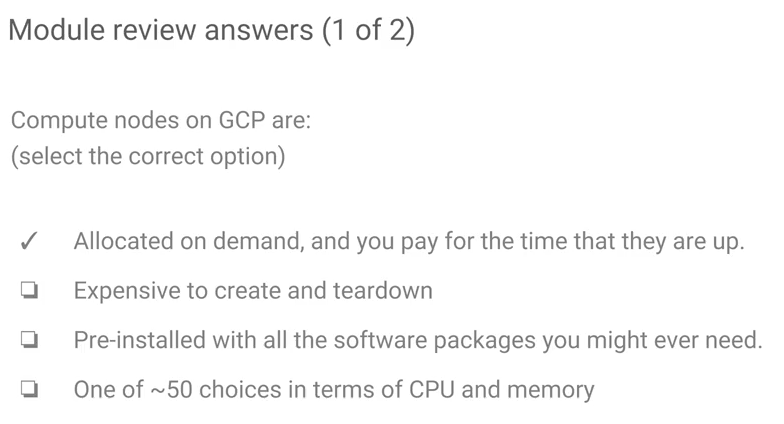 Module review answers (1 of 2)
Compute nodes on GCP are:
(select the correct option)
✓ Allocated on demand, and you pay for the time that they are up.
❏ Expensive to create and teardown
❏ Pre-installed with all the software packages you might ever need.
❏ One of ~50 choices in terms of CPU and memory